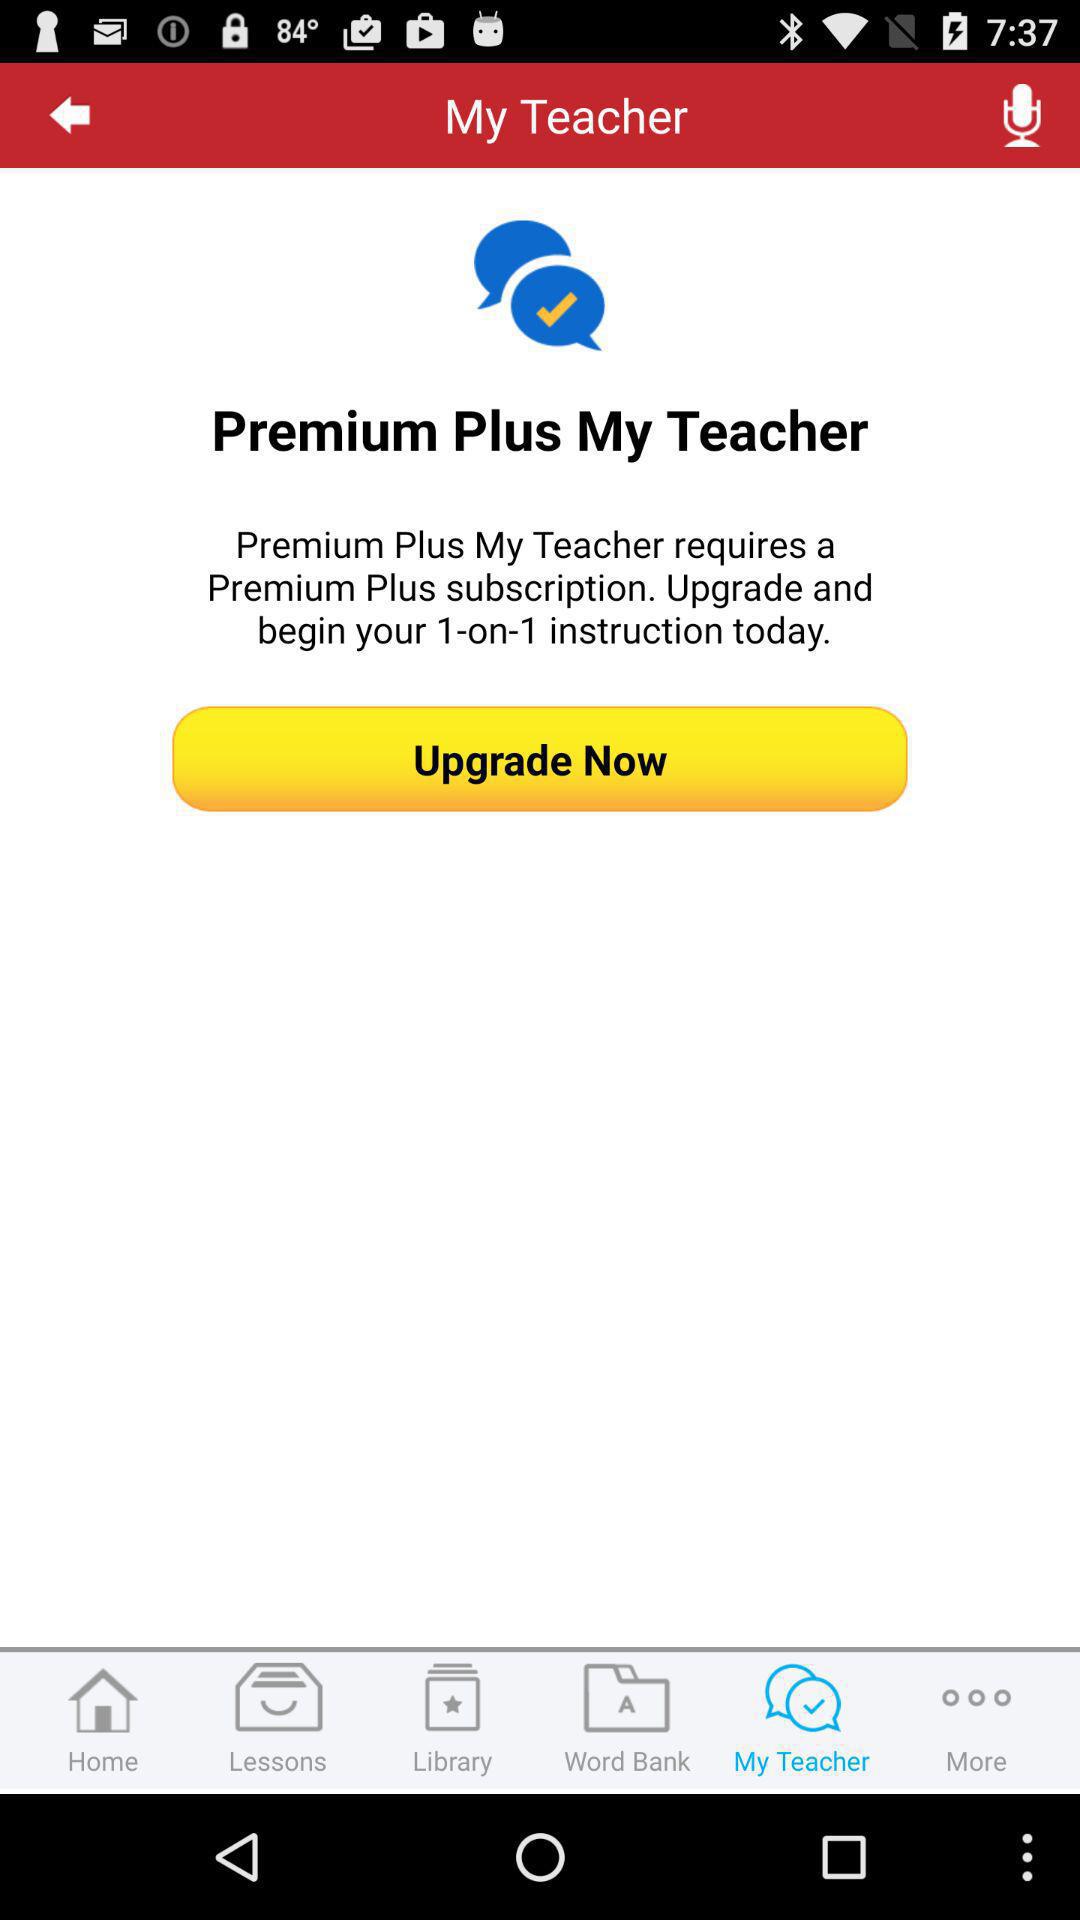 84° 7:37
My Teacher
Premium Plus My Teacher
Premium Plus My Teacher requires a
Premium Plus subscription. Upgrade and
begin your 1-on-1 instruction today.
Upgrade Now
A
Home Lessons Library Word Bank My Teacher More